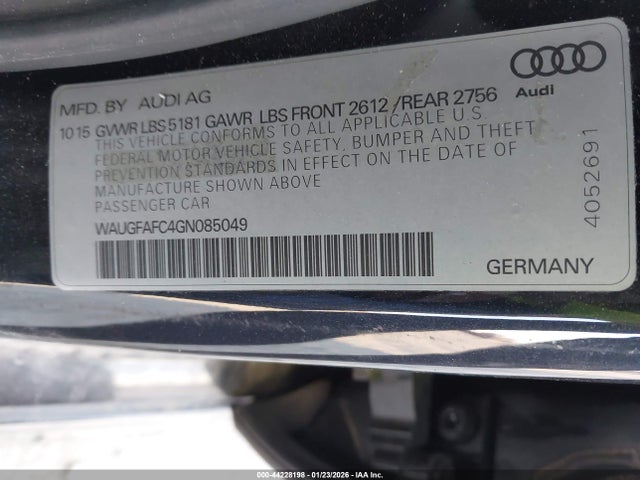 MFD. BY AUDI AG
10 15 GVWR LBS 5181 GAWR LBS FRONT 2612 / REAR 2756
THIS VEHICLE CONFORMS TO ALL APPLICABLE U.S.
FEDERAL MOTOR VEHICLE SAFETY, BUMPER AND THEFT
PREVENTION STANDARDS IN EFFECT ON THE DATE OF
MANUFACTURE SHOWN ABOVE
PASSENGER CAR
WAUGFAFC4GN085049
Audi
4052691
GERMANY
000-44228198 - 01/23/2026 - IAA Inc.